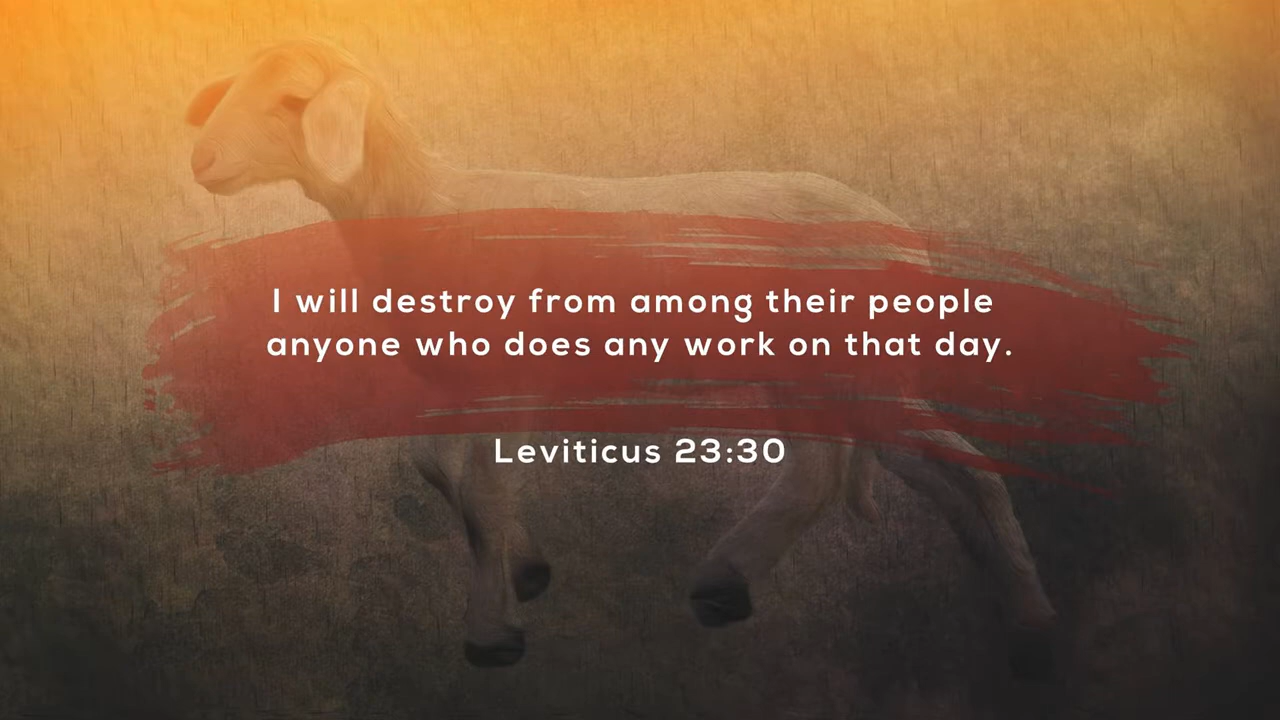 I will destroy from among their people
anyone who does any work on that day.
Leviticus 23:30